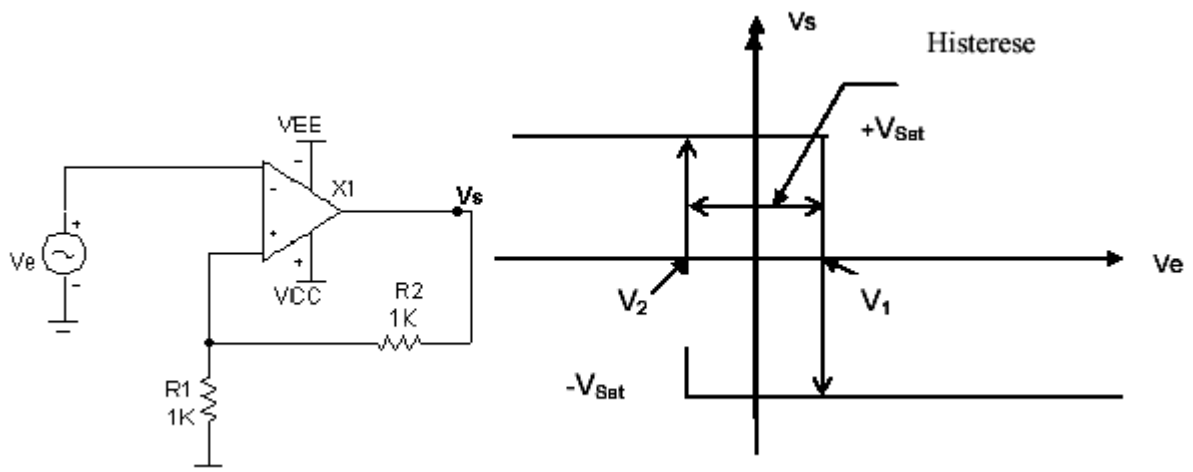 VEE
-
X1
-
+
Vs
+
Ve
-
+
VCC
R2
1K
R1
1K
Vs
Histerese
+VSat
Ve
V2
V1
-VSat